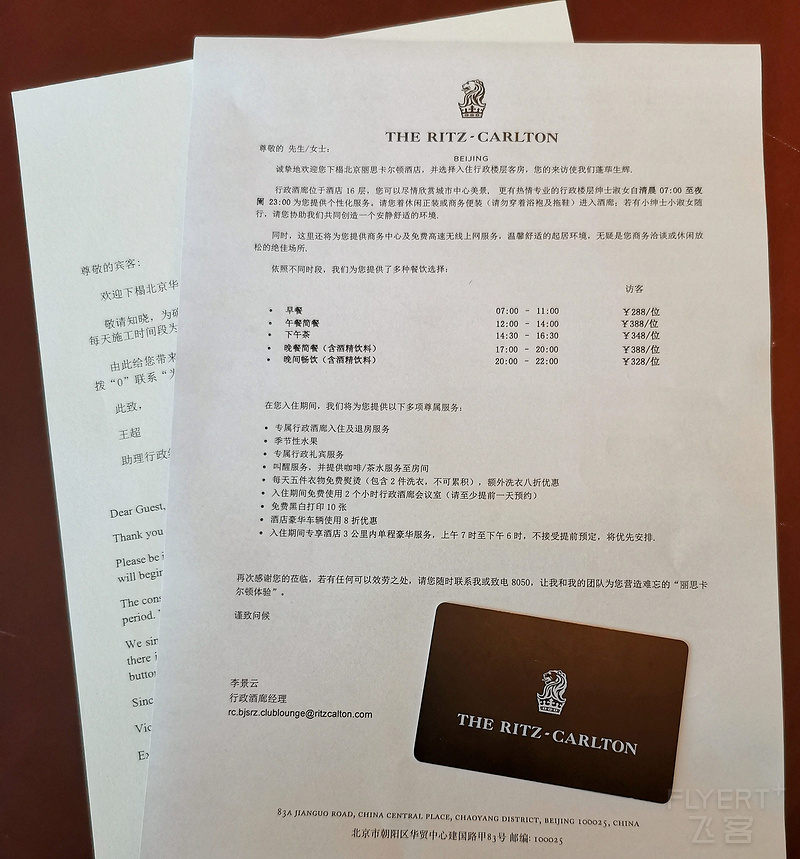 THE RITZ-CARLTON
BEIJING
尊敬的 先生/女士:
诚挚地欢迎您下榻北京丽思卡尔顿酒店，并选择入住行政楼层客房，您的来访使我们蓬荜生辉.
行政酒廊位于酒店 16 层，您可以尽情欣赏城市中心美景， 更有热情专业的行政楼层绅士淑女自清晨 07:00 至夜
阑 23:00 为您提供个性化服务。请您着休闲正装或商务便装（请勿穿着浴袍及拖鞋）进入酒廊；若有小绅士小淑女随
行，请您协助我们共同创造一个安静舒适的环境.
同时，这里还将为您提供商务中心及免费高速无线上网服务，温馨舒适的起居环境，无疑是您商务洽谈或休闲放
松的绝佳场所.
依照不同时段，我们为您提供了多种餐饮选择：
访客
• 早餐 07:00 - 11:00 ¥288/位
• 午餐简餐 12:00 - 14:00 ¥388/位
• 下午茶 14:30 - 16:30 ¥348/位
• 晚餐简餐（含酒精饮料） 17:00 - 20:00 ¥388/位
• 晚间畅饮（含酒精饮料） 20:00 - 22:00 ¥328/位
在您入住期间，我们将为您提供以下多项尊属服务：
• 专属行政酒廊入住及退房服务
• 季节性水果
• 专属行政礼宾服务
• 叫醒服务，并提供咖啡/茶水服务至房间
• 每天五件衣物免费熨烫（包含 2 件洗衣，不可累积），额外洗衣八折优惠
• 入住期间免费使用 2 个小时行政酒廊会议室（请至少提前一天预约）
• 免费黑白打印 10 张
• 酒店豪华车辆使用 8 折优惠
• 入住期间专享酒店 3 公里内单程豪华服务，上午 7 时至下午 6 时，不接受提前预定，将优先安排.
再次感谢您的莅临，若有任何可以效劳之处，请您随时联系我或致电 8050，让我和我的团队为您营造难忘的“丽思卡
尔顿体验”。
谨致问候
李景云
行政酒廊经理
rc.bjsrz.clublounge@ritzcalton.com
83A JIANGUO ROAD, CHINA CENTRAL PLACE, CHAOYANG DISTRICT, BEIJING 100025, CHINA
北京市朝阳区华贸中心建国路甲83号 邮编: 100025
THE RITZ-CARLTON
尊敬的宾客：
欢迎下榻北京华
敬请知晓，为
每天施工时间段为
由此给您带来
拨“0”联系“为
此致，
王超
助理行政
Dear Guest,
Thank you
Please be i
will begin
The cons
period.
We sin
there i
butto
Sinc
Vic
Ex
FLYERT+
飞客